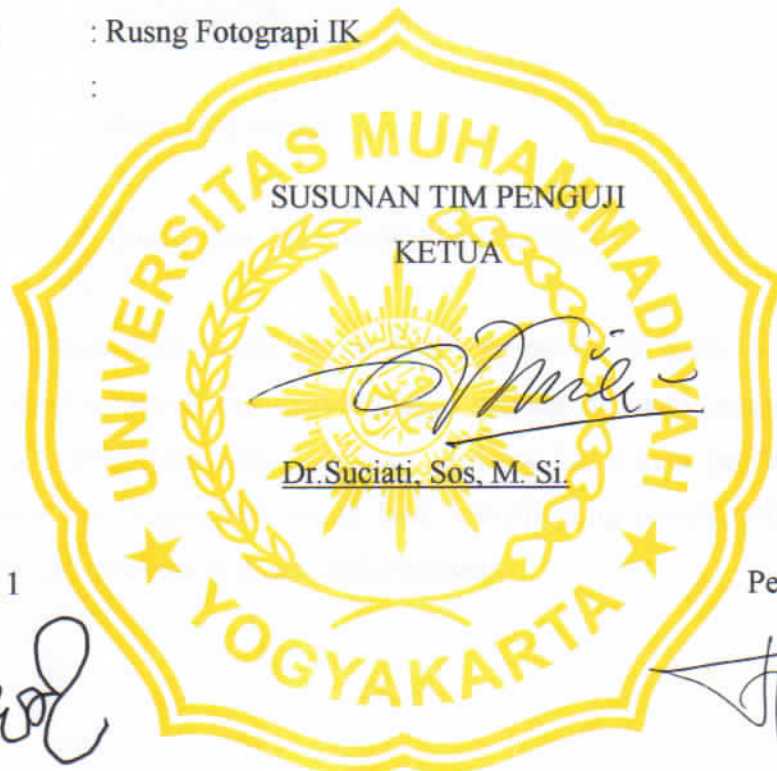 : Rusng Fotograpi IK
:
UNIVERSITAS MUHAMMADIYAH
SUSUNAN TIM PENGUJI
KETUA
Dr.Suciati, Sos, M. Si.
1
Pe
YOGYAKARTA